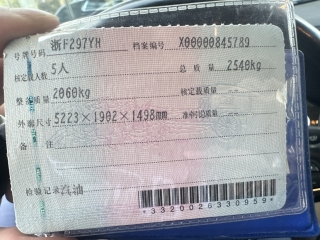 号牌号码 浙F297YH 档案编号 X00000845789
核定载人数 5人 总质量 2540kg
整备质量 2060kg 核定载质量 --
外廓尺寸 5223×1902×1498mm 准牵引总质量 --
备注
检验记录 汽油
*3320026330959*